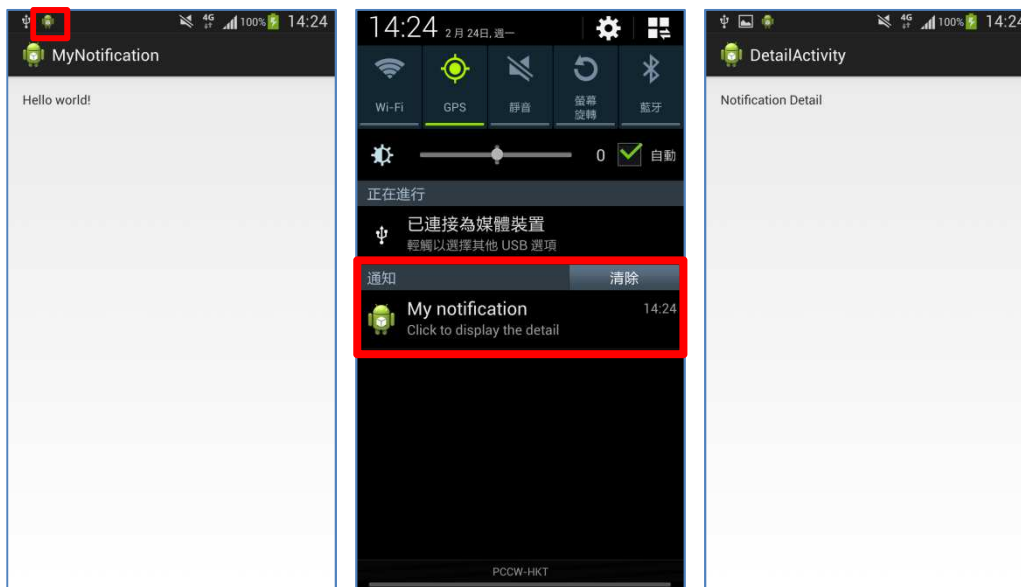 4G 100% 14:24
MyNotification
Hello world!
14:24 2 月 24日, 週一
Wi-Fi GPS 靜音 螢幕旋轉 藍牙
0 自動
正在進行
已連接為媒體裝置
輕觸以選擇其他 USB 選項
通知 清除
My notification 14:24
Click to display the detail
PCCW-HKT
4G 100% 14:24
DetailActivity
Notification Detail